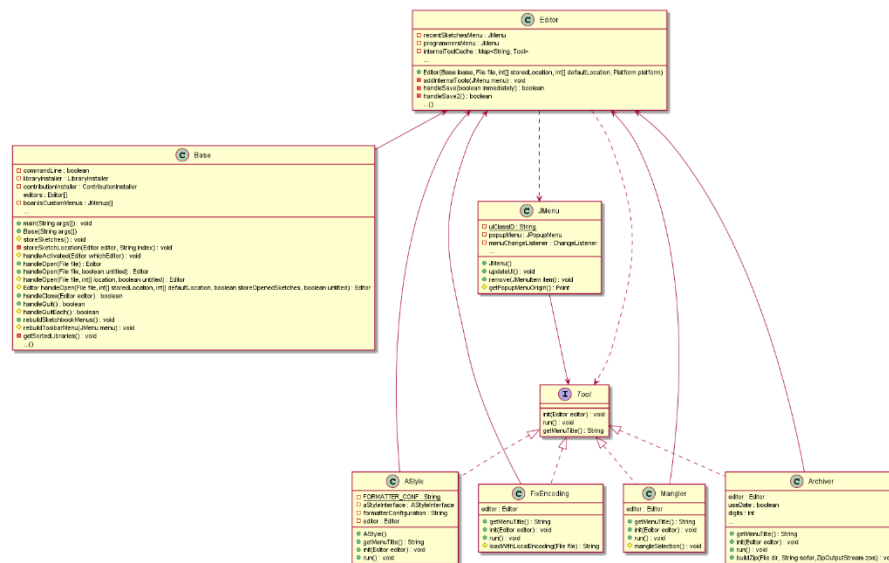 C Editor
recentSketchesMenu : JMenu
programmersMenu : JMenu
internalToolCache : Map<String, Tool>
...
Editor(Base ibase, File file, int[] storedLocation, int[] defaultLocation, Platform platform)
addInternalTools(JMenu menu) : void
handleSave(boolean immediately) : boolean
handleSave2() : boolean
...()
C Base
commandLine : boolean
libraryInstaller : LibraryInstaller
contributionInstaller : ContributionInstaller
editors : Editor[]
boardsCustomMenus : JMenu[]
...
main(String args[]) : void
Base(String args[])
storeSketches() : void
storeSketchLocation(Editor editor, String index) : void
handleActivated(Editor whichEditor) : void
handleOpen(File file) : Editor
handleOpen(File file, boolean untitled) : Editor
handleOpen(File file, int[] location, boolean untitled) : Editor
Editor handleOpen(File file, int[] storedLocation, int[] defaultLocation, boolean storeOpenedSketches, boolean untitled) : Editor
handleClose(Editor editor) : boolean
handleQuit() : boolean
handleQuitEach() : boolean
rebuildSketchbookMenus() : void
rebuildToolbarMenu(JMenu menu) : void
getSortedLibraries() : void
...()
C JMenu
uiClassID : String
popupMenu : JPopupMenu
menuChangeListener : ChangeListener
...
JMenu()
updateUI() : void
remove(JMenuItem item) : void
getPopupMenuOrigin() : Point
I Tool
init(Editor editor) : void
run() : void
getMenuTitle() : String
C AStyle
FORMATTER_CONF : String
aStyleInterface : AStyleInterface
formatterConfiguration : String
editor : Editor
AStyle()
getMenuTitle() : String
init(Editor editor) : void
run() : void
C FixEncoding
editor : Editor
getMenuTitle() : String
init(Editor editor) : void
run() : void
loadWithLocalEncoding(File file) : String
C Mangler
editor : Editor
getMenuTitle() : String
init(Editor editor) : void
run() : void
mangleSelection() : void
C Archiver
editor : Editor
useDate : boolean
digits : int
...
getMenuTitle() : String
init(Editor editor) : void
run() : void
buildZip(File dir, String sofar, ZipOutputStream zos) : vo